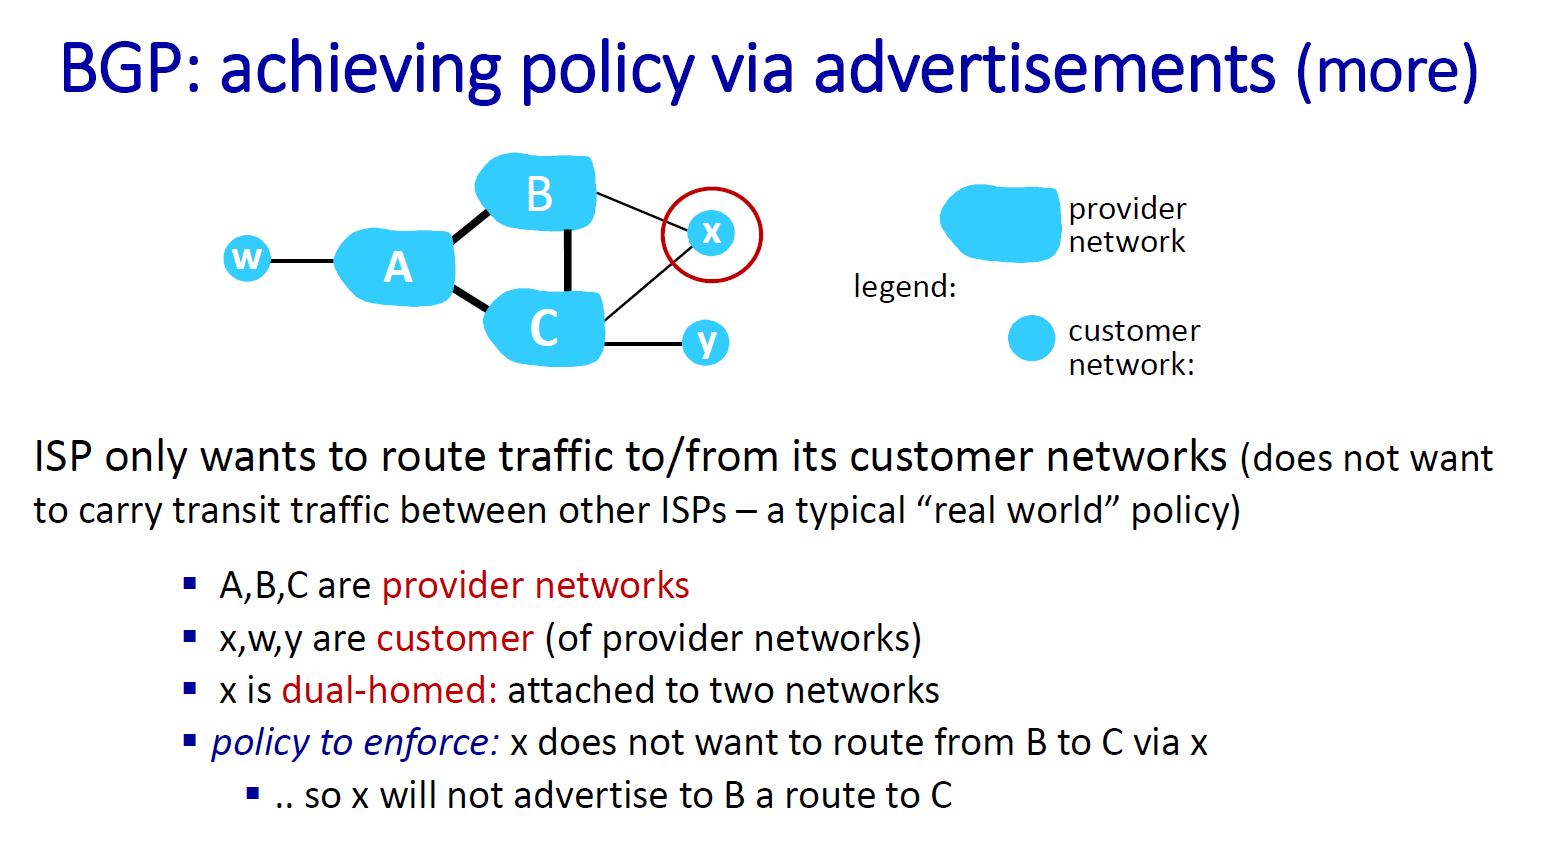 BGP: achieving policy via advertisements (more)
B
x
w
A
C
y
provider
network
legend:
customer
network:
ISP only wants to route traffic to/from its customer networks (does not want
to carry transit traffic between other ISPs – a typical “real world” policy)
▪ A,B,C are provider networks
▪ x,w,y are customer (of provider networks)
▪ x is dual-homed: attached to two networks
▪ policy to enforce: x does not want to route from B to C via x
▪ .. so x will not advertise to B a route to C